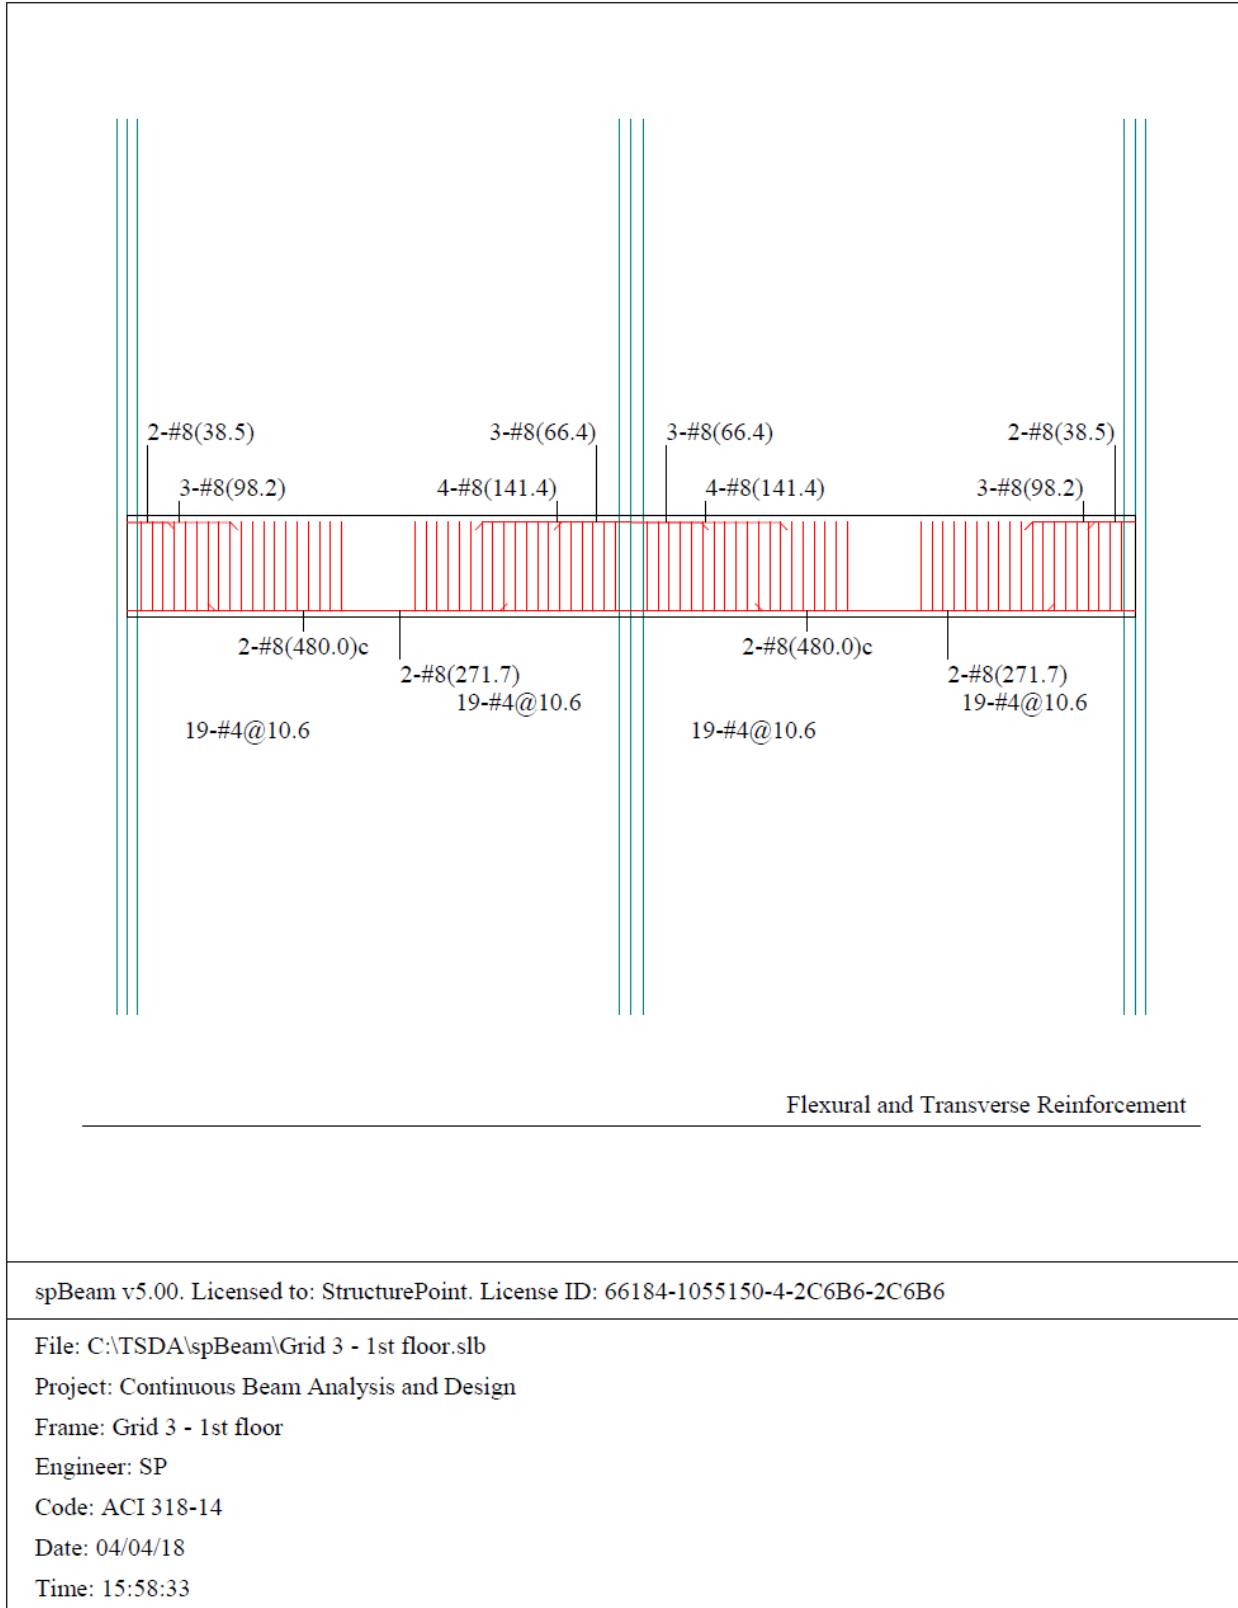 2-#8(38.5)
3-#8(66.4)
3-#8(66.4)
2-#8(38.5)
3-#8(98.2)
4-#8(141.4)
4-#8(141.4)
3-#8(98.2)
2-#8(480.0)c
2-#8(480.0)c
2-#8(271.7)
2-#8(271.7)
19-#4@10.6
19-#4@10.6
19-#4@10.6
19-#4@10.6
Flexural and Transverse Reinforcement
spBeam v5.00. Licensed to: StructurePoint. License ID: 66184-1055150-4-2C6B6-2C6B6
File: C:\TSDA\spBeam\Grid 3 - 1st floor.slb
Project: Continuous Beam Analysis and Design
Frame: Grid 3 - 1st floor
Engineer: SP
Code: ACI 318-14
Date: 04/04/18
Time: 15:58:33